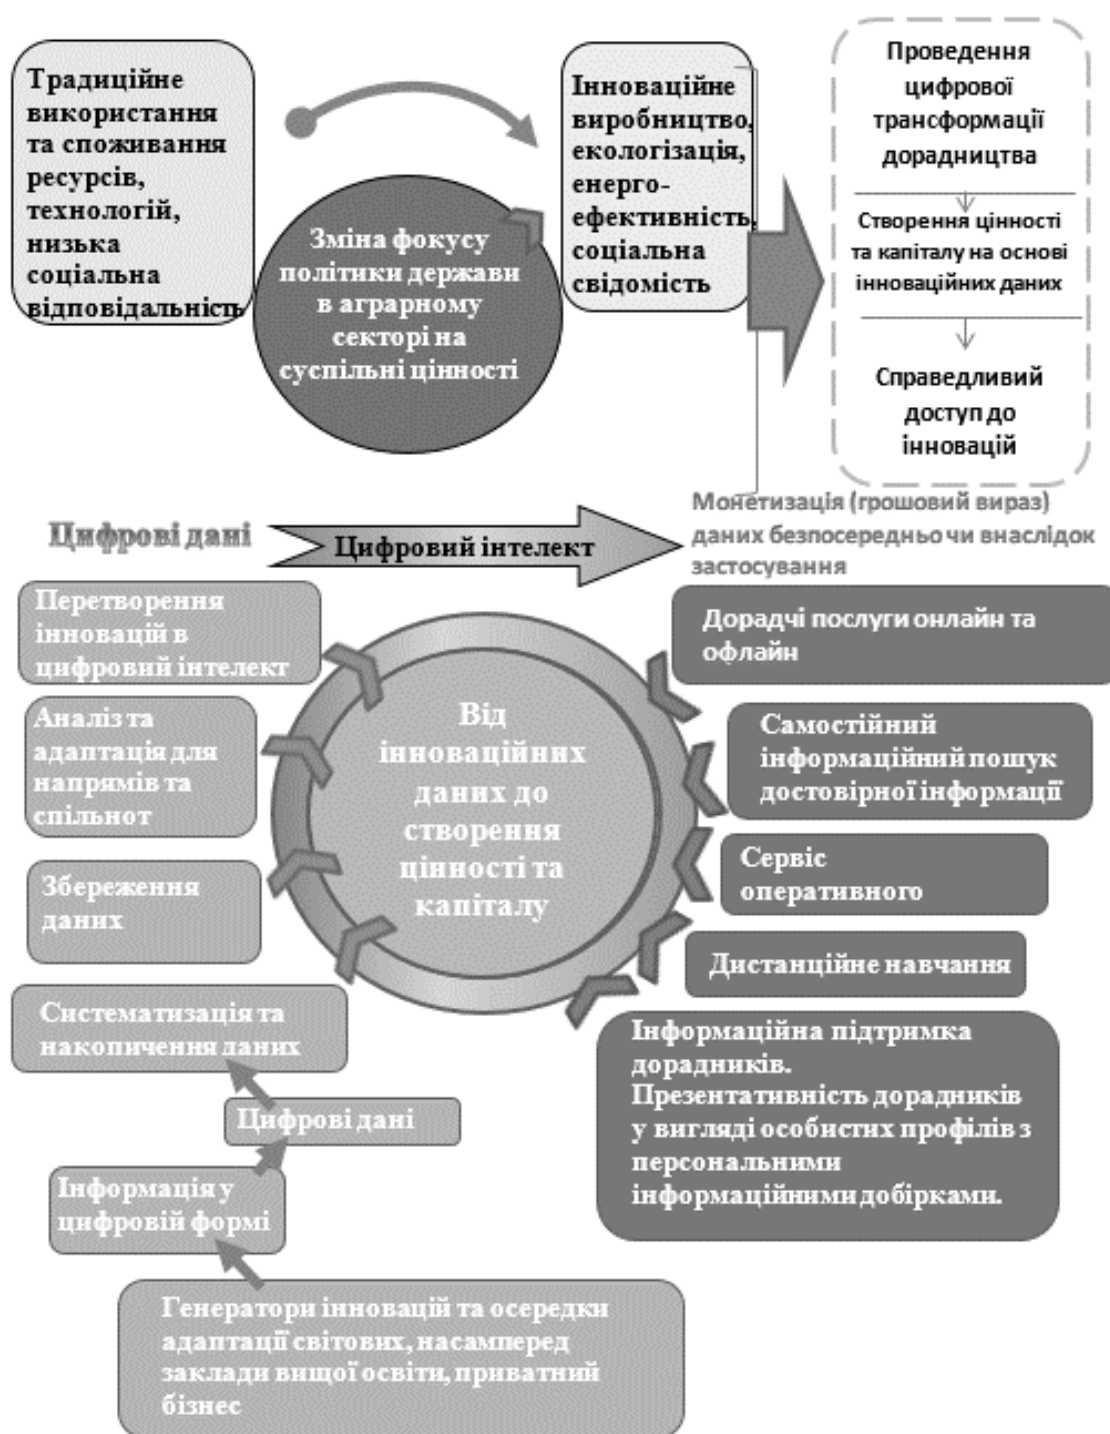 Традиційне
використання
та споживання
ресурсів,
технологій,
низька
соціальна
відповідальність
Зміна фокусу
політики держави
в аграрному
секторі на
суспільні цінності
Інноваційне
виробництво,
екологізація,
енерго-
ефективність,
соціальна
свідомість
Проведення
цифрової
трансформації
дорадництва
Створення цінності
та капіталу на основі
інноваційних даних
Справедливий
доступ до
інновацій
Цифрові дані
Цифровий інтелект
Монетизація (грошовий вираз)
даних безпосередньо чи внаслідок
застосування
Перетворення
інновацій в
цифровий інтелект
Аналіз та
адаптація для
напрямів та
спільнот
Збереження
даних
Систематизація та
накопичення даних
Цифрові дані
Інформація у
цифровій формі
Генератори інновацій та осередки
адаптації світових, насамперед
заклади вищої освіти, приватний
бізнес
Від
інноваційних
даних до
створення
цінності та
капіталу
Дорадчі послуги онлайн та
офлайн
Самостійний
інформаційний пошук
достовірної інформації
Сервіс
оперативного
Дистанційне навчання
Інформаційна підтримка
дорадників.
Презентативність дорадників
у вигляді особистих профілів з
персональними
інформаційними добірками.